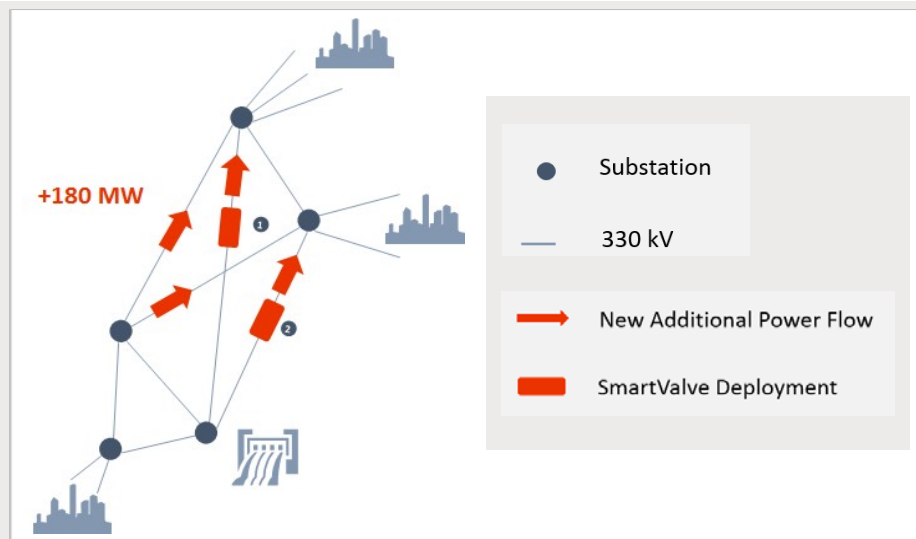 +180 MW
1
2
Substation
330 kV
New Additional Power Flow
SmartValve Deployment